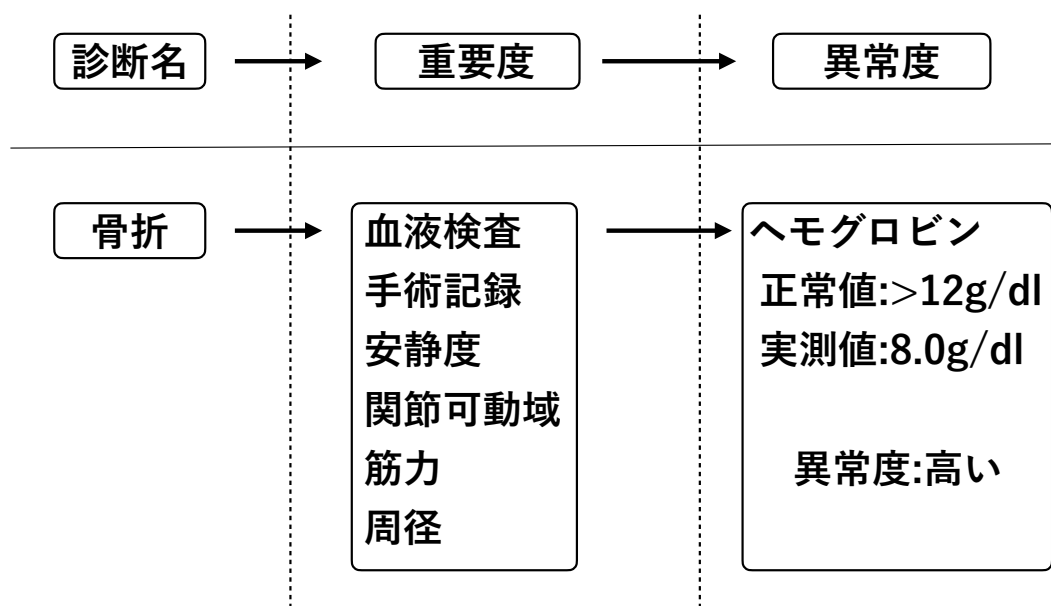 診断名
重要度
異常度
骨折
血液検査
手術記録
安静度
関節可動域
筋力
周径
ヘモグロビン
正常値:>12g/dl
実測値:8.0g/dl
異常度:高い